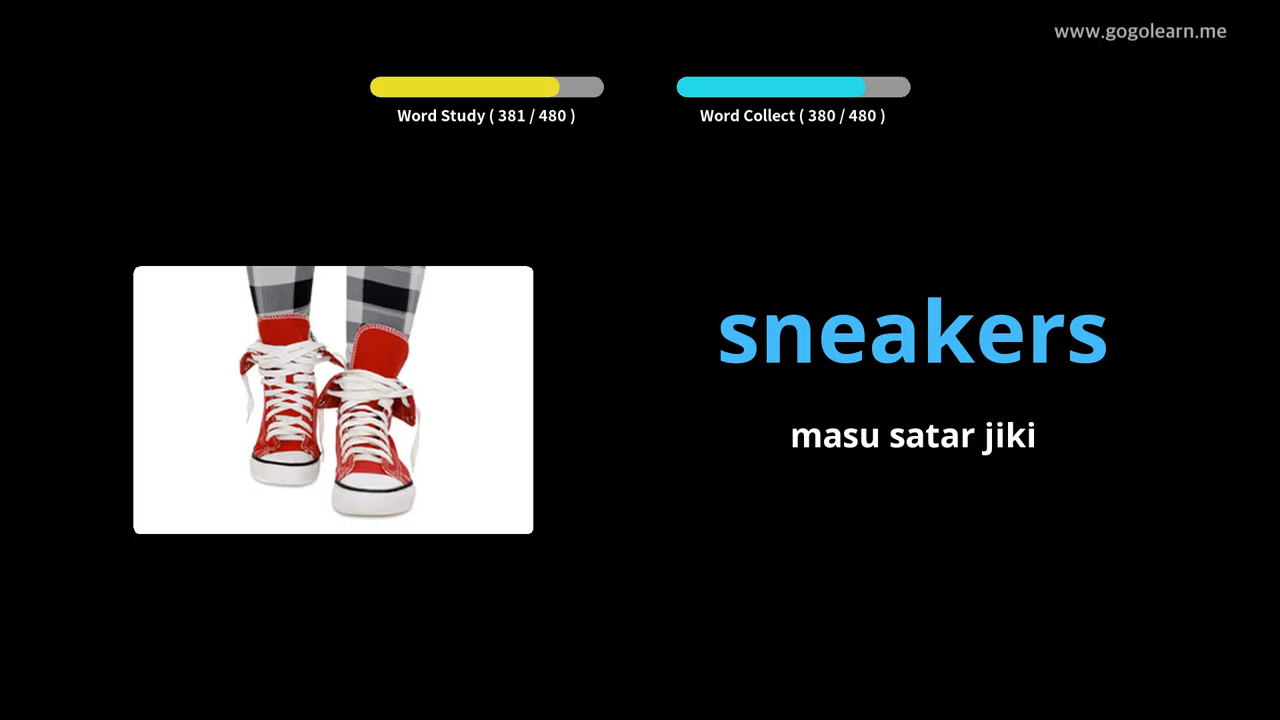 www.gogolearn.me
Word Study ( 381 / 480 )
Word Collect ( 380 / 480 )
sneakers
masu satar jiki